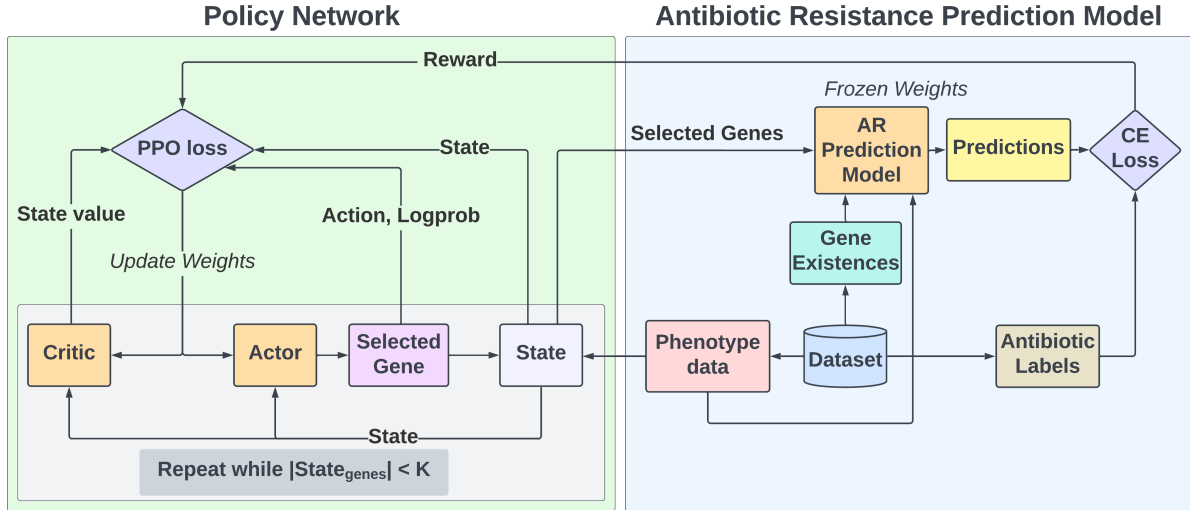 Policy Network
Antibiotic Resistance Prediction Model
Reward
Frozen Weights
PPO loss
State
Selected Genes
AR
Prediction
Model
Predictions
CE
Loss
State value
Action, Logprob
Update Weights
Gene
Existences
Critic
Actor
Selected
Gene
State
Phenotype
data
Dataset
Antibiotic
Labels
State
Repeat while |State_genes| < K